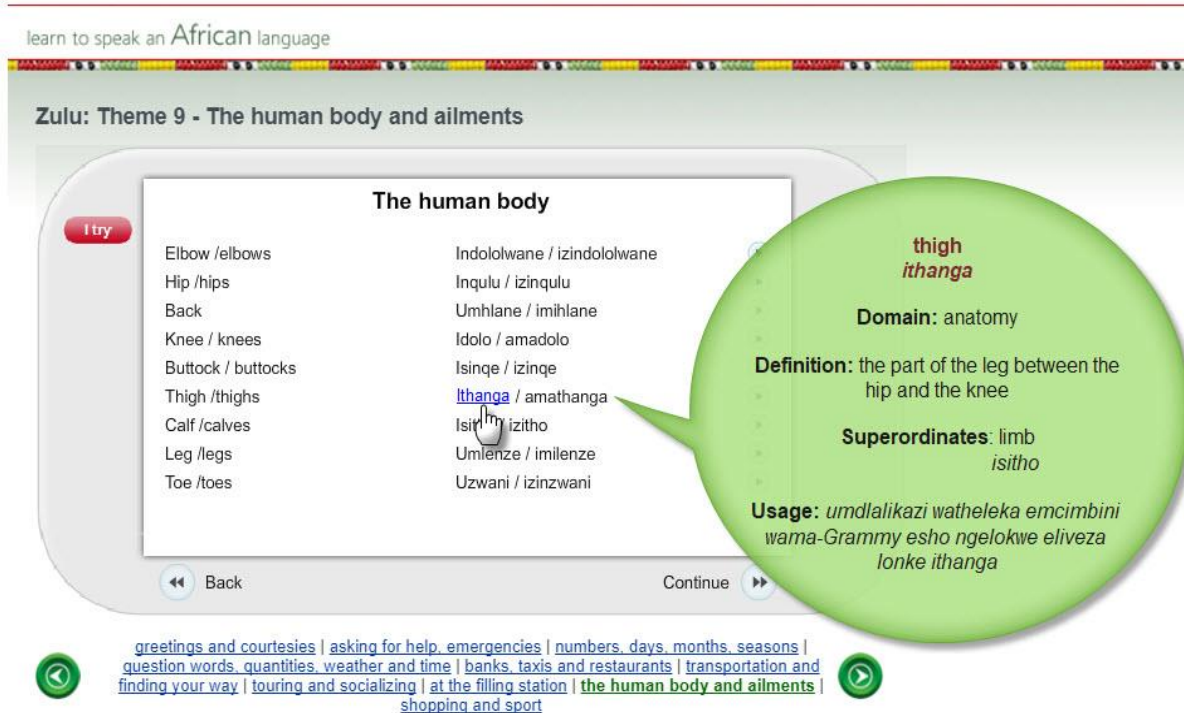 learn to speak an African language
Zulu: Theme 9 - The human body and ailments
The human body
I try
Elbow /elbows Indololwane / izindololwane
Hip /hips Inqulu / izinqulu
Back Umhlane / imihlane
Knee / knees Idolo / amadolo
Buttock / buttocks Isinqe / izinqe
Thigh /thighs Ithanga / amathanga
Calf /calves / izitho
Leg /legs Umlenze / imilenze
Toe /toes Uzwani / izinzwani
Back Continue
thigh
ithanga
Domain: anatomy
Definition: the part of the leg between the
hip and the knee
Superordinates: limb
isitho
Usage: umdlalikazi watheleka emcimbini
wama-Grammy esho ngelokwe eliveza
lonke ithanga
greetings and courtesies | asking for help, emergencies | numbers, days, months, seasons |
question words, quantities, weather and time | banks, taxis and restaurants | transportation and
finding your way | touring and socializing | at the filling station | the human body and ailments |
shopping and sport